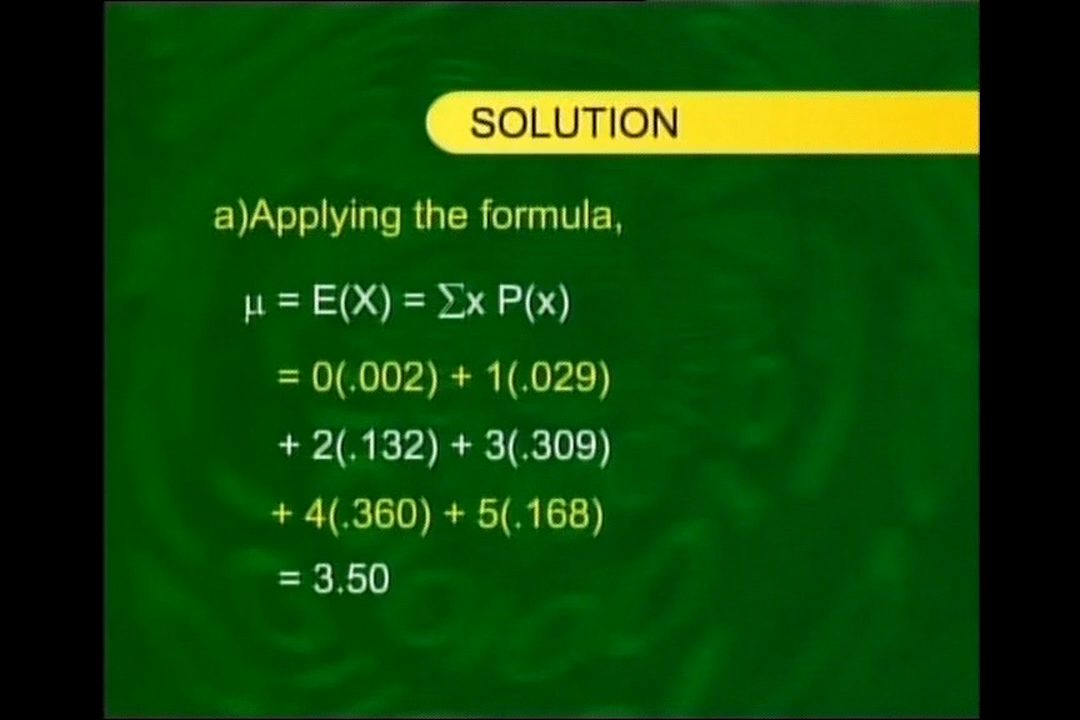 SOLUTION
a)Applying the formula,
μ = E(X) = ∑x P(x)
= 0(.002) + 1(.029)
+ 2(.132) + 3(.309)
+ 4(.360) + 5(.168)
= 3.50